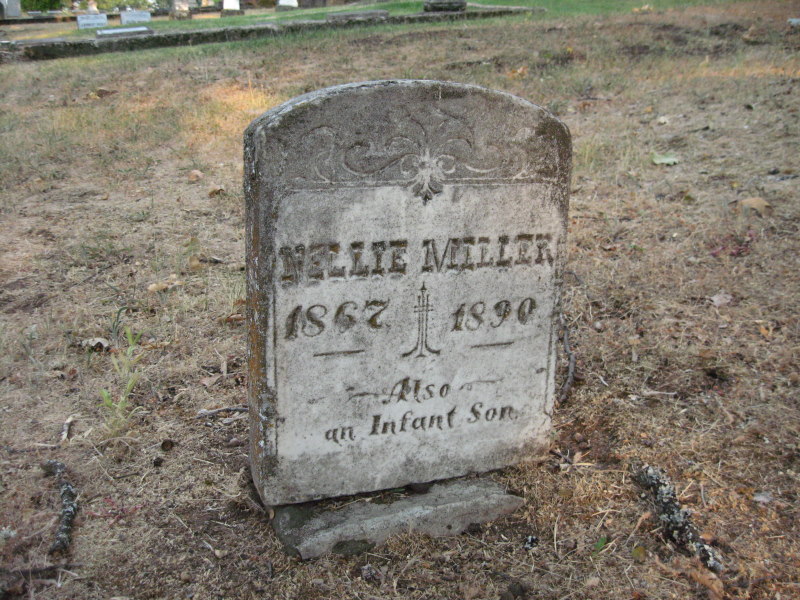 NELLIE MILLER
1867 1890
Also
an Infant Son.